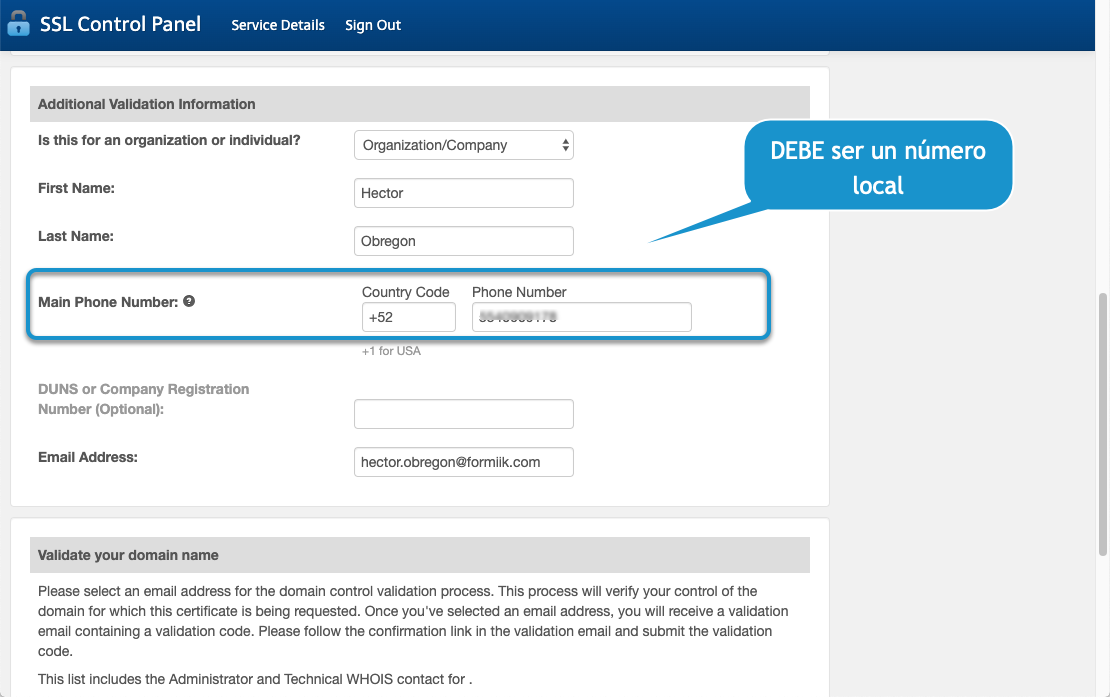 SSL Control Panel Service Details Sign Out
Additional Validation Information
Is this for an organization or individual? Organization/Company
DEBE ser un número
local
First Name: Hector
Last Name: Obregon
Country Code Phone Number
Main Phone Number: +52
+1 for USA
DUNS or Company Registration
Number (Optional):
Email Address: hector.obregon@formiik.com
Validate your domain name
Please select an email address for the domain control validation process. This process will verify your control of the
domain for which this certificate is being requested. Once you've selected an email address, you will receive a validation
email containing a validation code. Please follow the confirmation link in the validation email and submit the validation
code.
This list includes the Administrator and Technical WHOIS contact for .